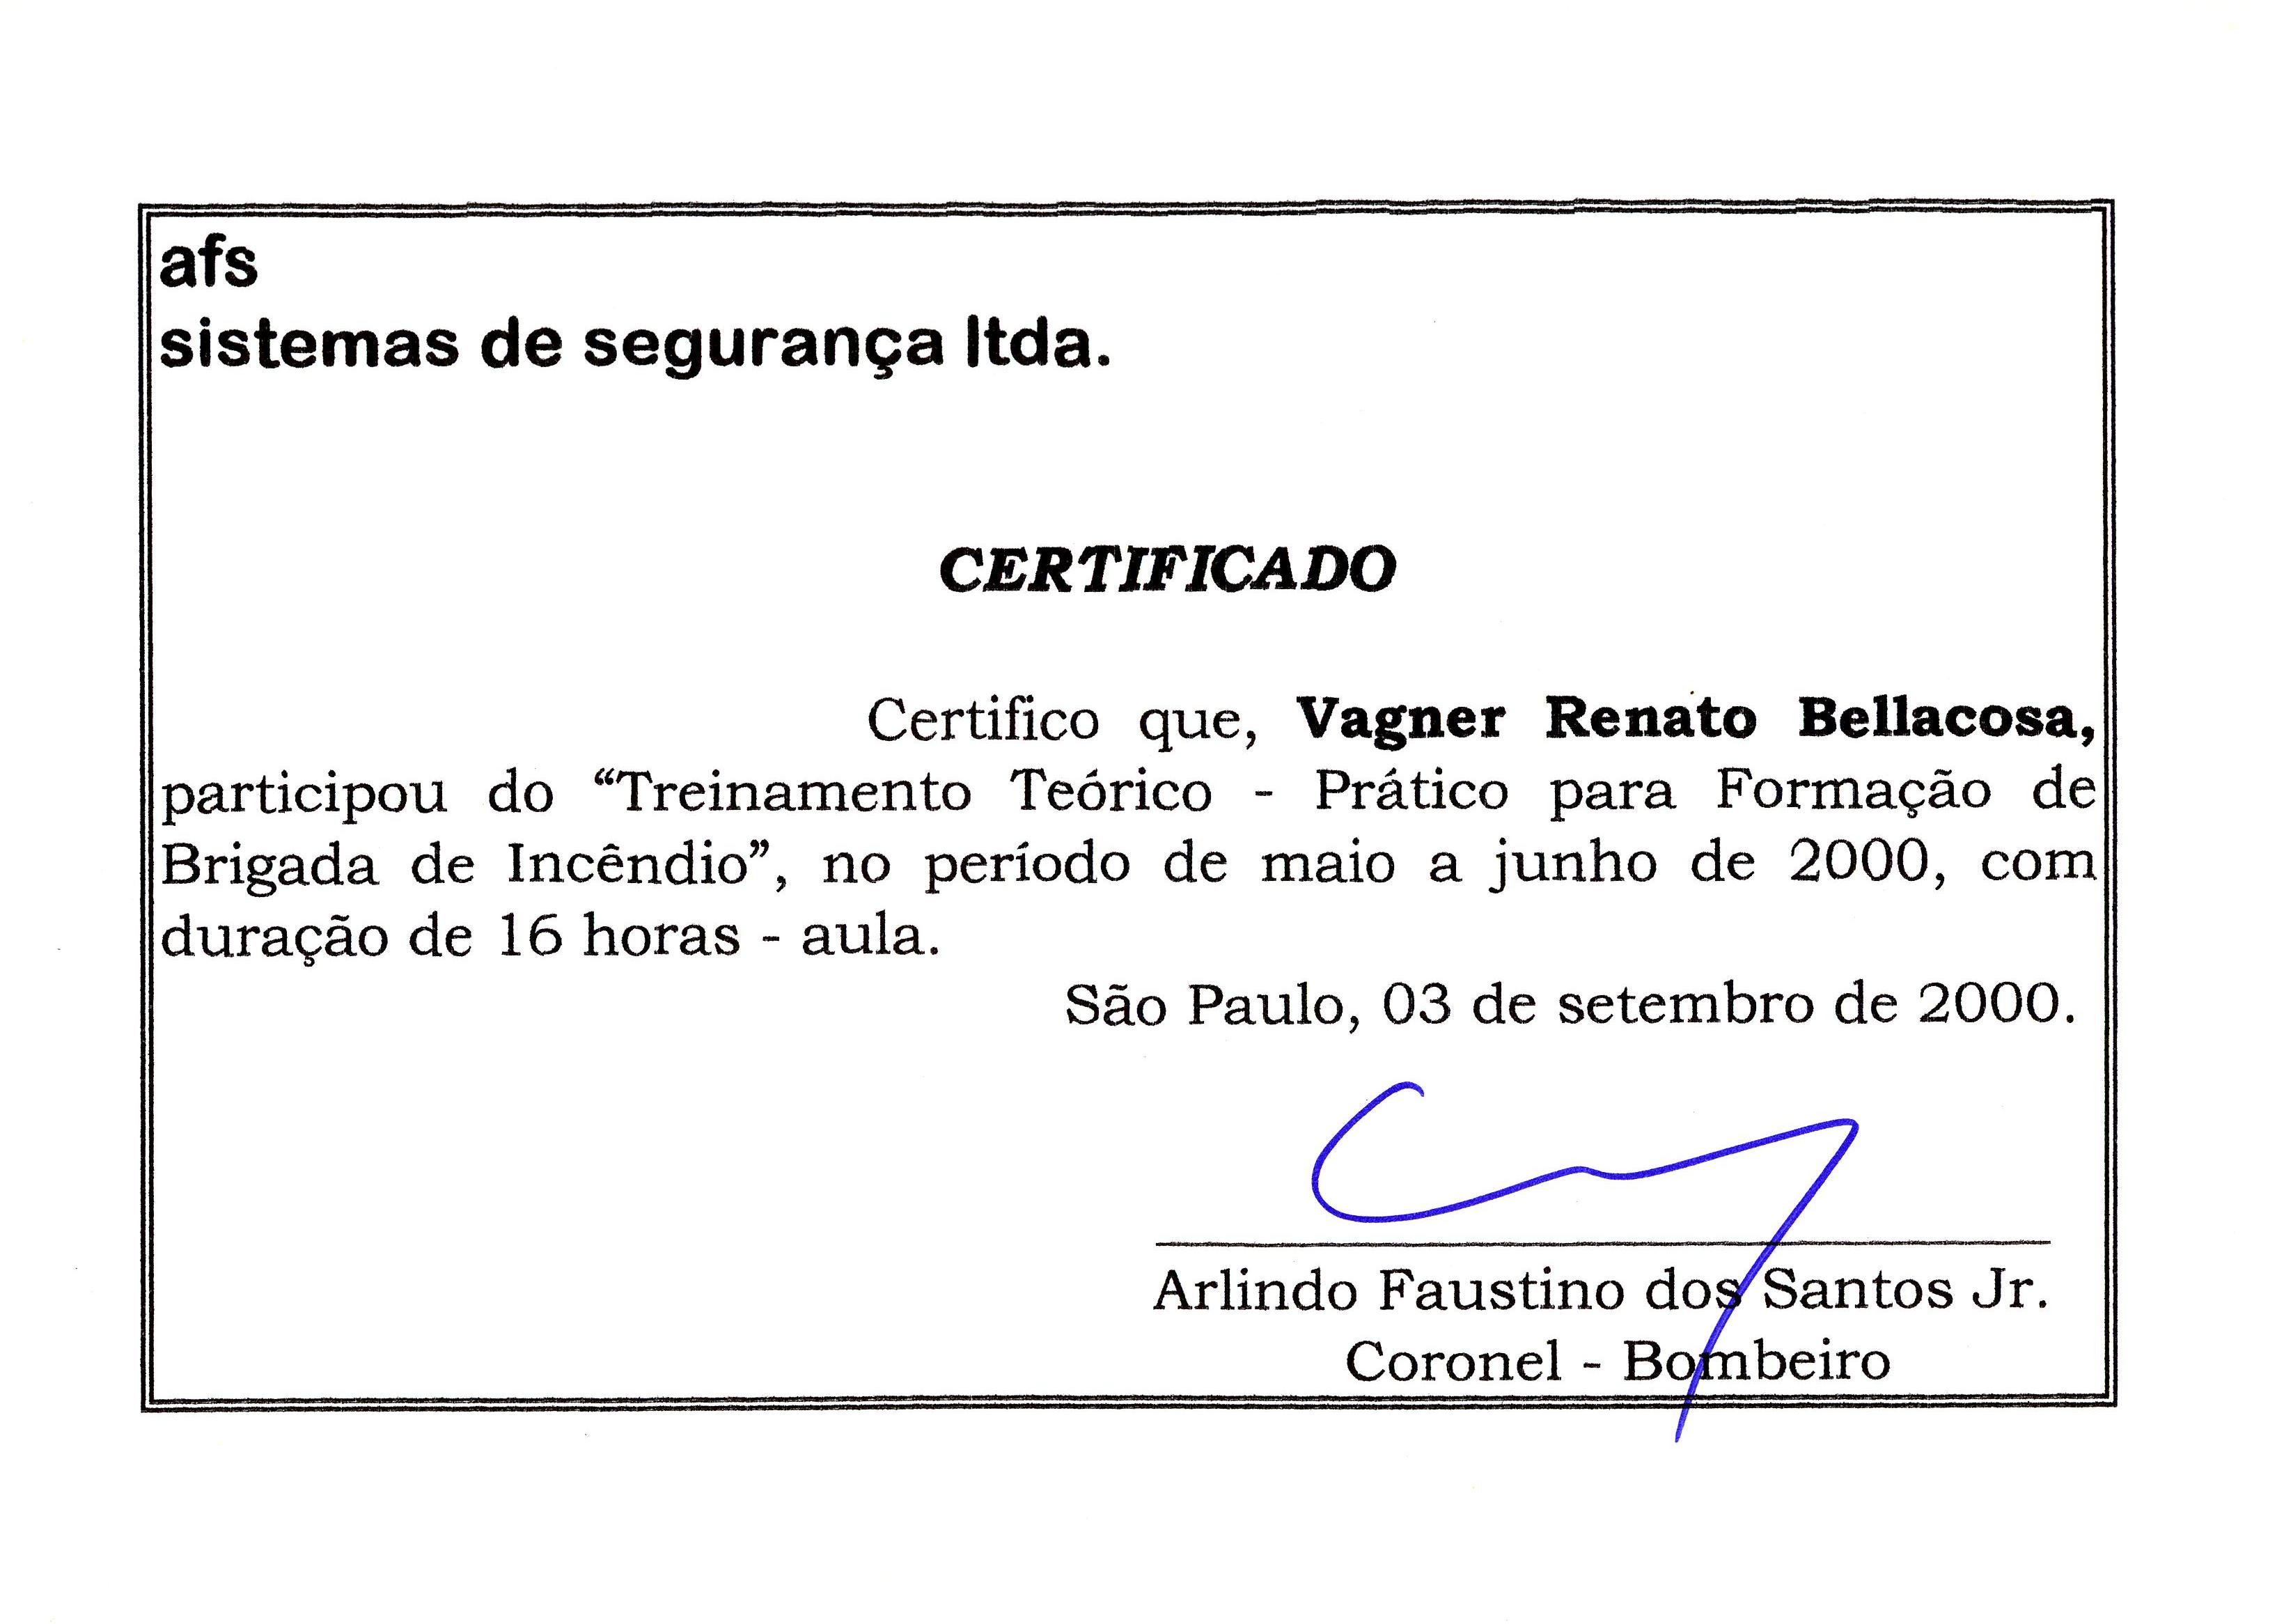 afs
sistemas de segurança ltda.
CERTIFICADO
Certifico que, Vagner Renato Bellacosa,
participou do “Treinamento Teórico - Prático para Formação de
Brigada de Incêndio”, no período de maio a junho de 2000, com
duração de 16 horas - aula.
São Paulo, 03 de setembro de 2000.
Arlindo Faustino dos Santos Jr.
Coronel - Bombeiro